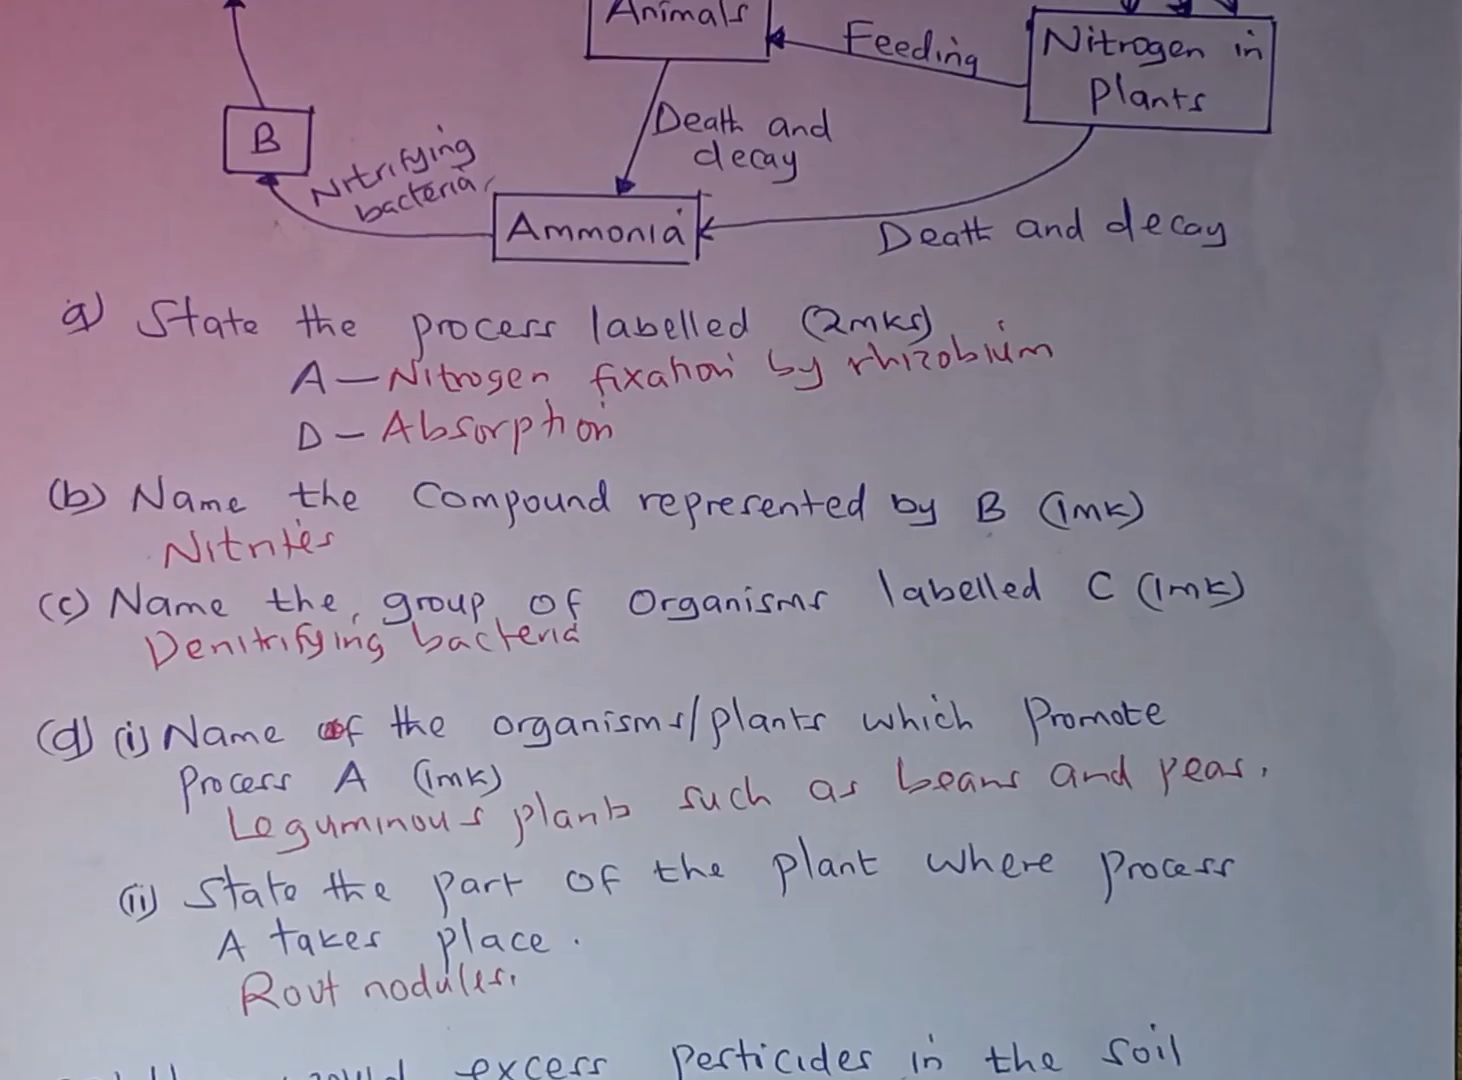 Animals
Feeding
Nitrogen in
plants
B
Nitrifying
bacteria
Death and
decay
Ammonia
Death and decay
a) State the process labelled (2mks)
A – Nitrogen fixation by rhizobium
D – Absorption
(b) Name the compound represented by B (1mk)
Nitrites
(c) Name the group of organisms labelled C (1mk)
Denitrifying bacteria
(d) (i) Name of the organisms/plants which promote
process A (1mk)
Leguminous plants such as beans and peas.
(ii) State the part of the plant where process
A takes place.
Rout nodules.
excess pesticides in the soil